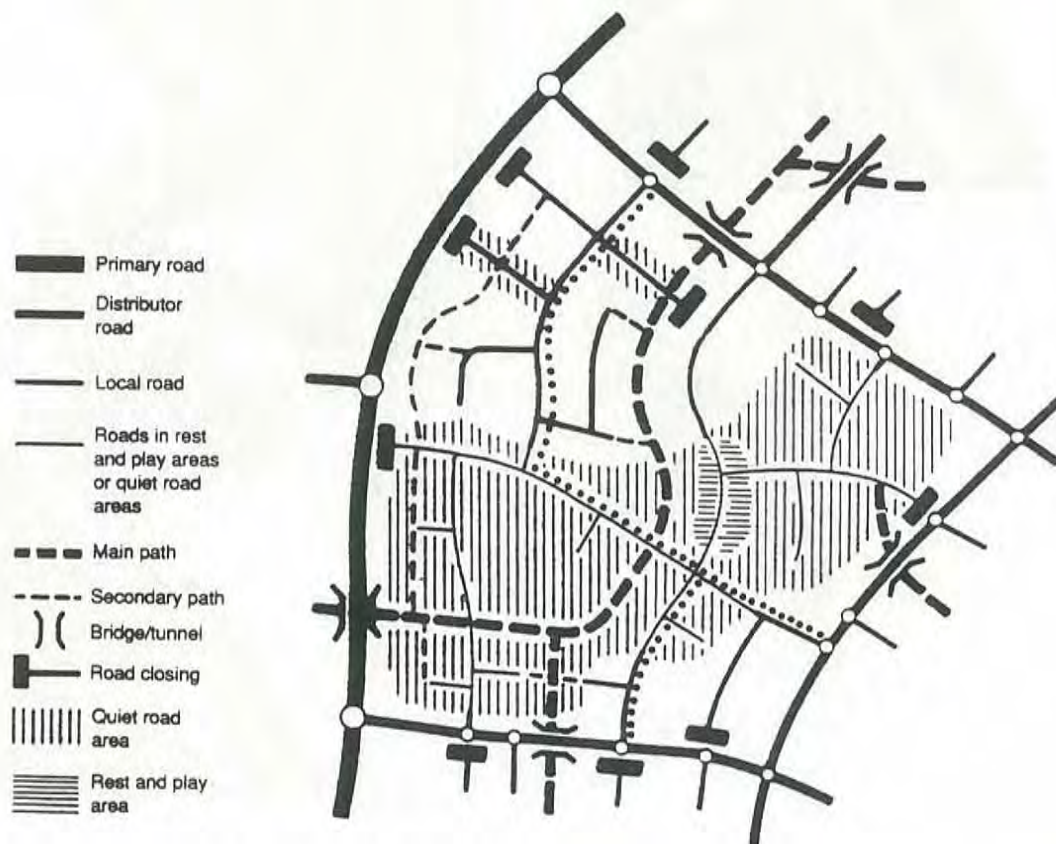 Primary road
Distributor
road
Local road
Roads in rest
and play areas
or quiet road
areas
Main path
Secondary path
Bridge/tunnel
Road closing
Quiet road
area
Rest and play
area